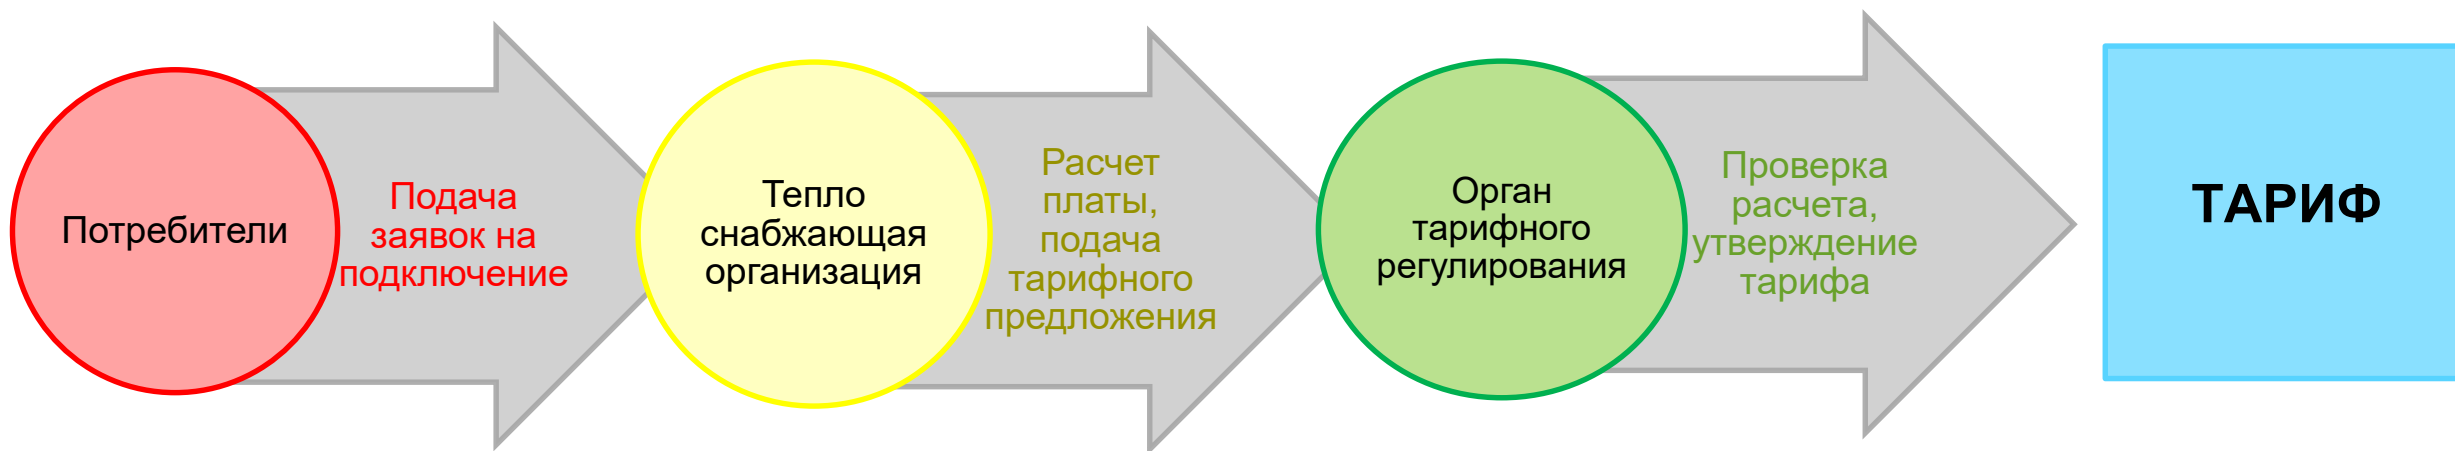 Потребители
Подача
заявок на
подключение
Тепло
снабжающая
организация
Расчет
платы,
подача
тарифного
предложения
Орган
тарифного
регулирования
Проверка
расчета,
утверждение
тарифа
ТАРИФ